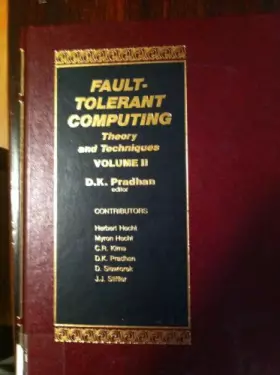 FAULT-
TOLERANT
COMPUTING
Theory
and Techniques
VOLUME II
D.K. Pradhan
editor
CONTRIBUTORS
Herbert Hecht
Myron Hecht
C.R. Kime
D.K. Pradhan
D. Siewiorek
J.J. Stiffler